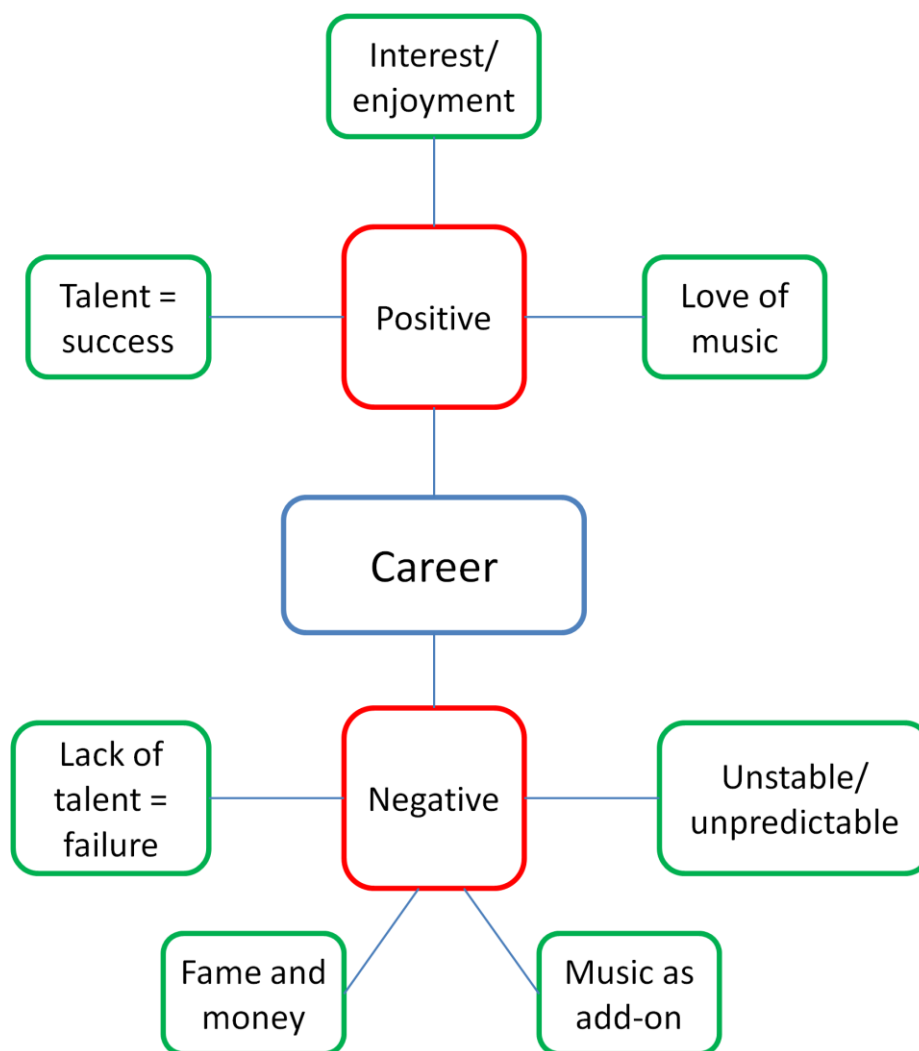 Interest/
enjoyment
Talent =
success
Positive
Love of
music
Career
Lack of
talent =
failure
Negative
Unstable/
unpredictable
Fame and
money
Music as
add-on